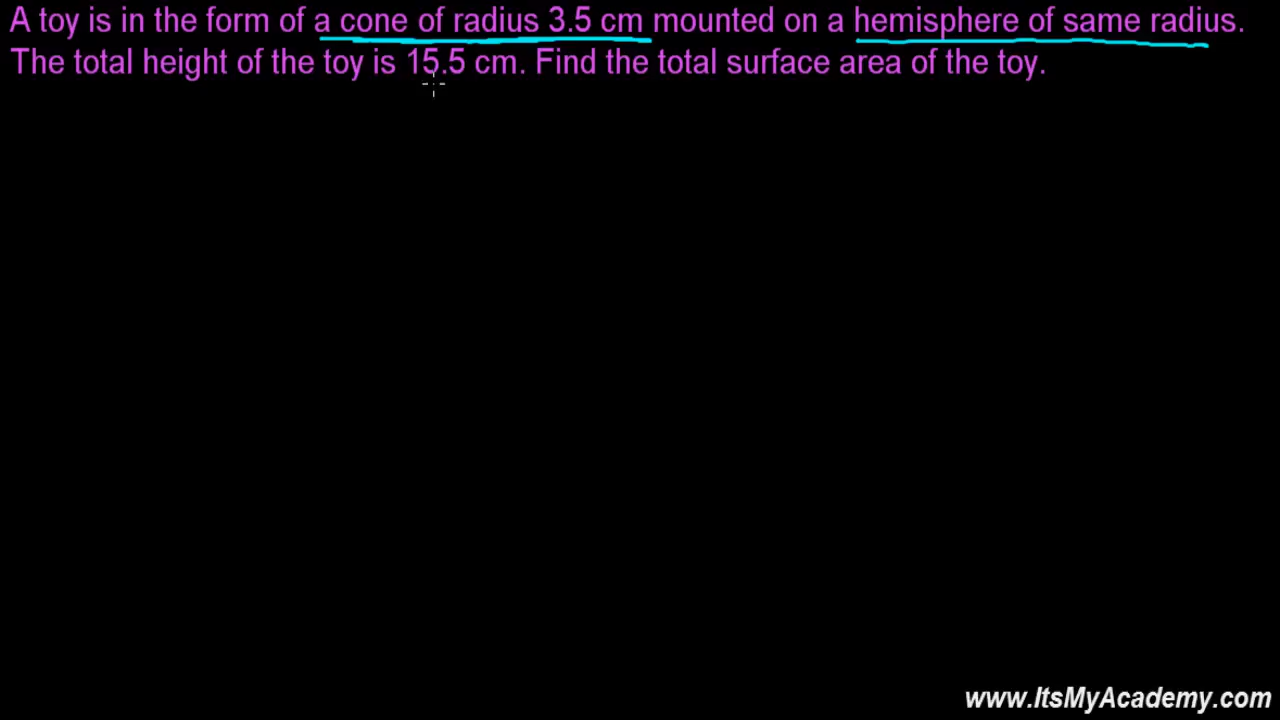 A toy is in the form of a cone of radius 3.5 cm mounted on a hemisphere of same radius.
The total height of the toy is 15.5 cm. Find the total surface area of the toy.
www.ItsMyAcademy.com